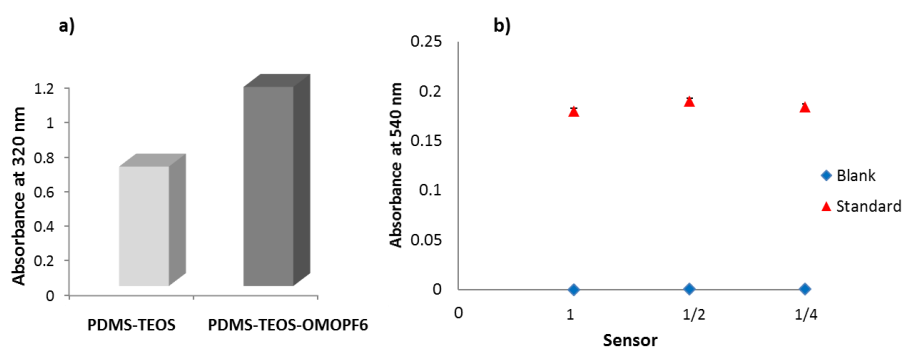 a)
Absorbance at 320 nm
1.2
1
0.8
0.6
0.4
0.2
0
PDMS-TEOS
PDMS-TEOS-OMOPF6
b)
Absorbance at 540 nm
0.25
0.2
0.15
0.1
0.05
0
0
1
1/2
1/4
Sensor
Blank
Standard